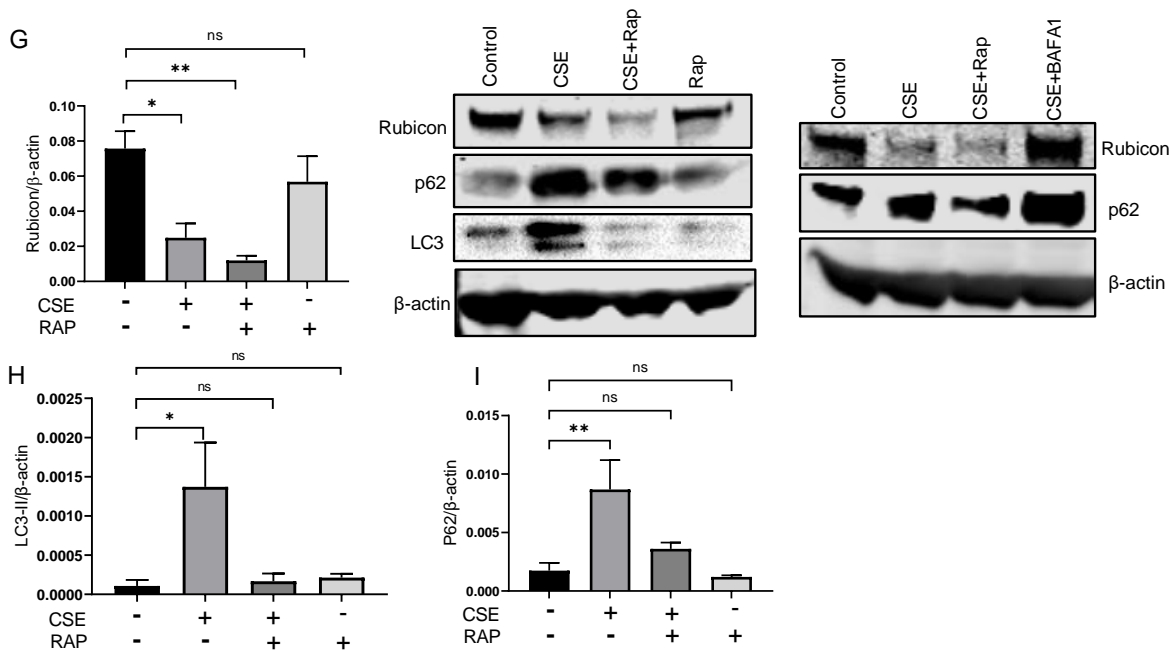 G
ns
**
*
0.10
0.08
0.06
0.04
0.02
0.00
Rubicon/β-actin
CSE - + + -
RAP - - + +
Control CSE CSE+Rap Rap
Rubicon
p62
LC3
β-actin
Control CSE CSE+Rap CSE+BAFA1
Rubicon
p62
β-actin
H
ns
ns
*
0.0025
0.0020
0.0015
0.0010
0.0005
0.0000
LC3-II/β-actin
CSE - + + -
RAP - - + +
I
ns
ns
**
0.015
0.010
0.005
0.000
P62/β-actin
CSE - + + -
RAP - - + +